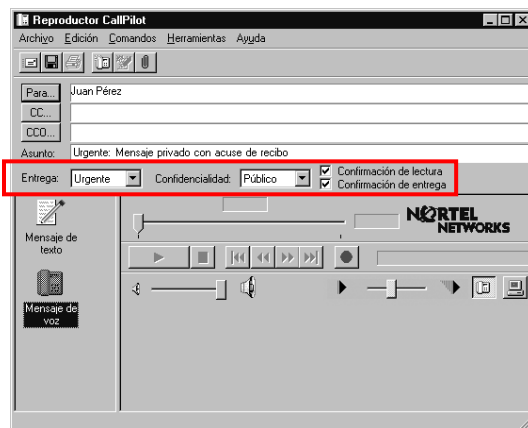 Reproductor CallPilot
Archivo Edición Comandos Herramientas Ayuda
Para... Juan Pérez
CC...
CCO...
Asunto: Urgente: Mensaje privado con acuse de recibo
Entrega: Urgente Confidencialidad: Público Confirmación de lectura
Confirmación de entrega
Mensaje de
texto
NORTEL
NETWORKS
Mensaje de
voz